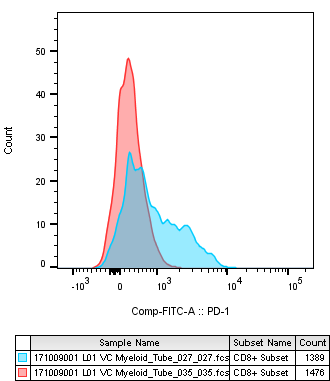 50
40
30
20
10
0
Count
-10³ 0 10³ 10⁴ 10⁵
Comp-FITC-A :: PD-1
Sample Name Subset Name Count
171009001 L01 VC Myeloid_Tube_027_027.fcs CD8+ Subset 1389
171009001 L01 VC Myeloid_Tube_035_035.fcs CD8+ Subset 1476